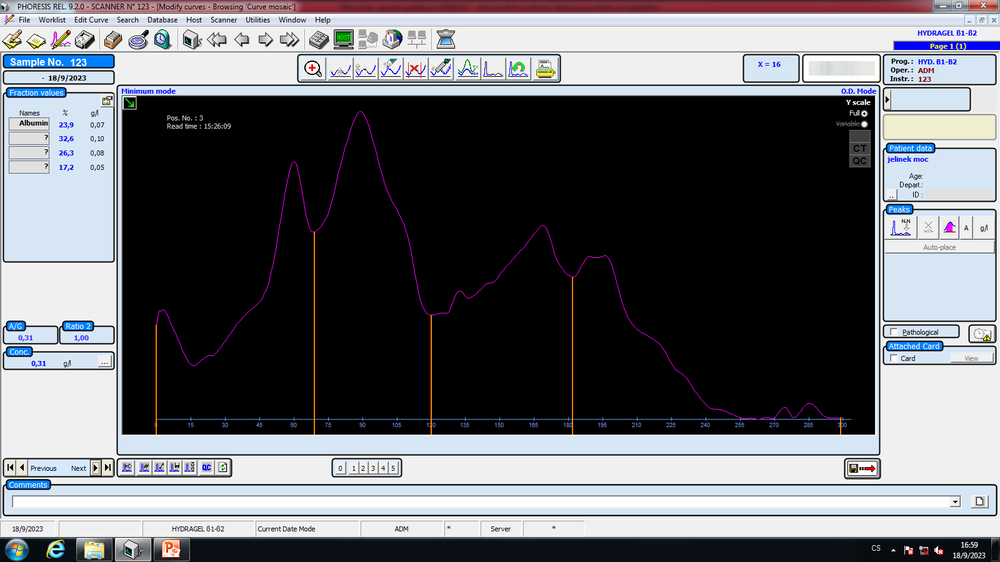 PHORESIS REL. 9.2.0 - SCANNER N° 123 - [Modify curves - Browsing 'Curve mosaic']
File Worklist Edit Curve Search Database Host Scanner Utilities Window Help
HOST
HYDRAGEL ß1-ß2
Page 1 (1)
Sample No. 123
- 18/9/2023
X = 16
Prog.: HYD. B1-B2
Oper.: ADM
Instr.: 123
Fraction values
Names % g/l
Albumin 23,9 0,07
? 32,6 0,10
? 26,3 0,08
? 17,2 0,05
A/G
0,31
Ratio 2
1,00
Conc.
0,31 g/l ...
Minimum mode
O.D. Mode
Pos. No. : 3
Read time : 15:26:09
Y scale
Full
Variable
CT
QC
0 15 30 45 60 75 90 105 120 135 150 165 180 195 210 225 240 255 270 285 300
Patient data
jelinek moc
Age:
Depart.:
.. ID :
Peaks
N.N A g/l
Auto-place
Pathological
Attached Card
Card View
Previous Next
QC
0 1 2 3 4 5
Comments
18/9/2023 HYDRAGEL ß1-ß2 Current Date Mode ADM * Server *
CS
16:59
18/9/2023